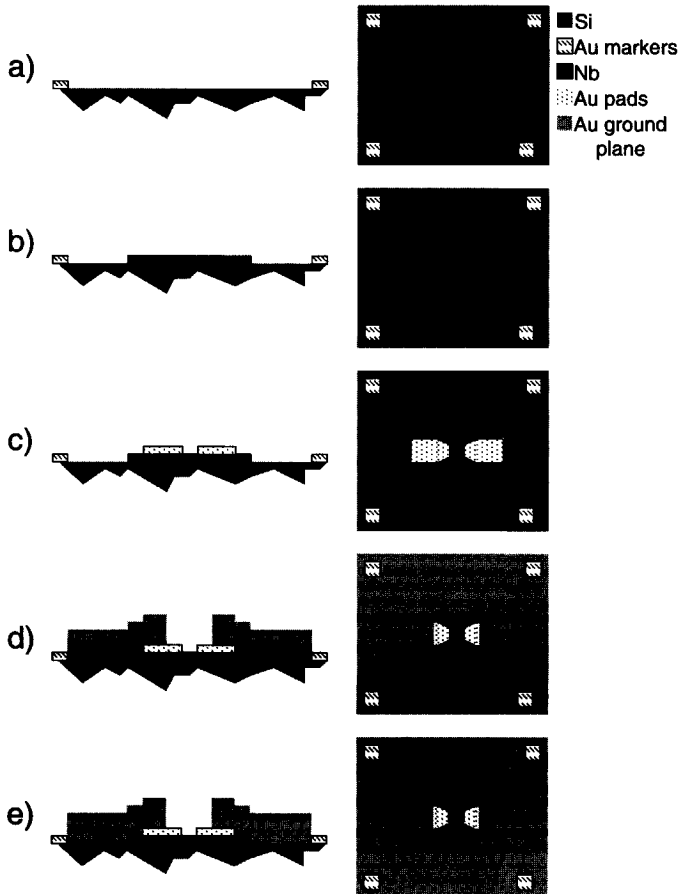 a)
Si
Au markers
Nb
Au pads
Au ground
plane
b)
c)
d)
e)